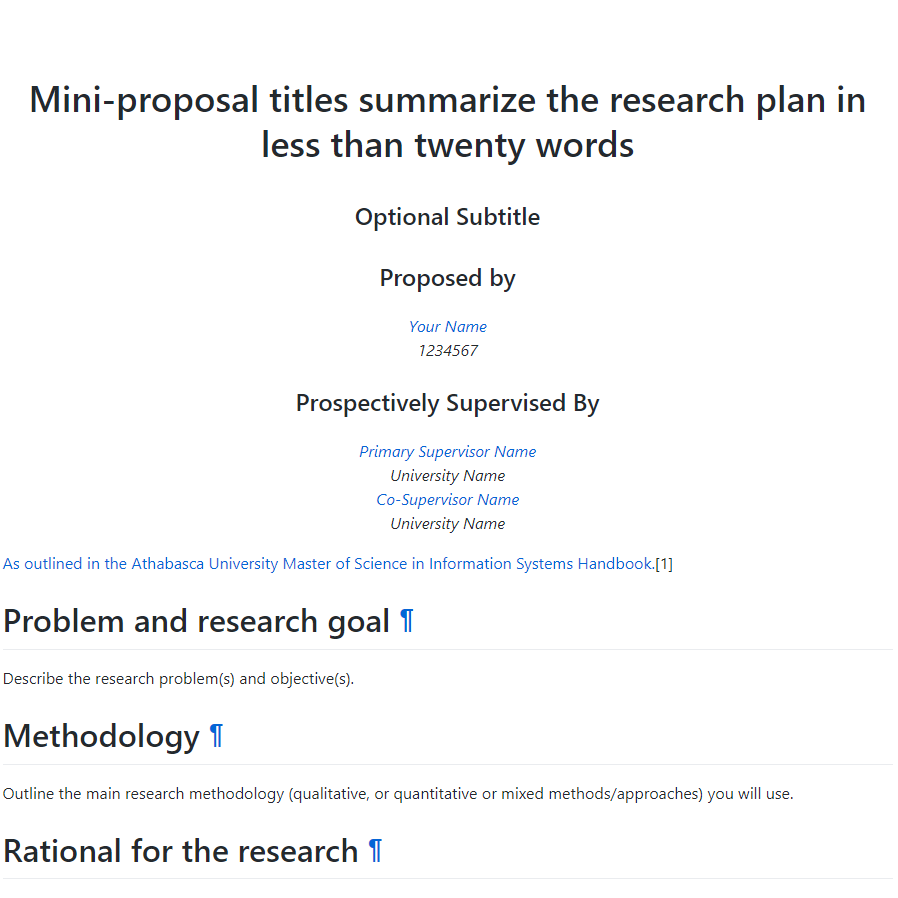 Mini-proposal titles summarize the research plan in
less than twenty words
Optional Subtitle
Proposed by
Your Name
1234567
Prospectively Supervised By
Primary Supervisor Name
University Name
Co-Supervisor Name
University Name
As outlined in the Athabasca University Master of Science in Information Systems Handbook.[1]
Problem and research goal ¶
Describe the research problem(s) and objective(s).
Methodology ¶
Outline the main research methodology (qualitative, or quantitative or mixed methods/approaches) you will use.
Rational for the research ¶